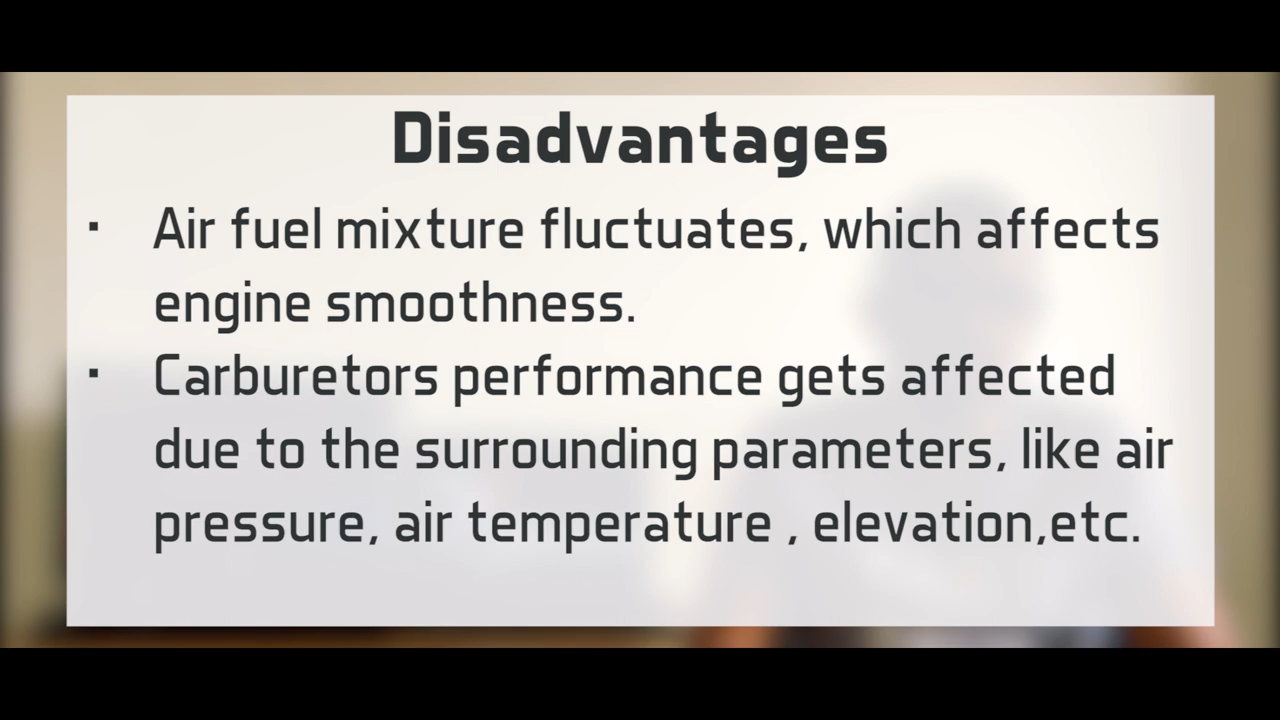 Disadvantages
▪ Air fuel mixture fluctuates, which affects
engine smoothness.
▪ Carburetors performance gets affected
due to the surrounding parameters, like air
pressure, air temperature , elevation,etc.